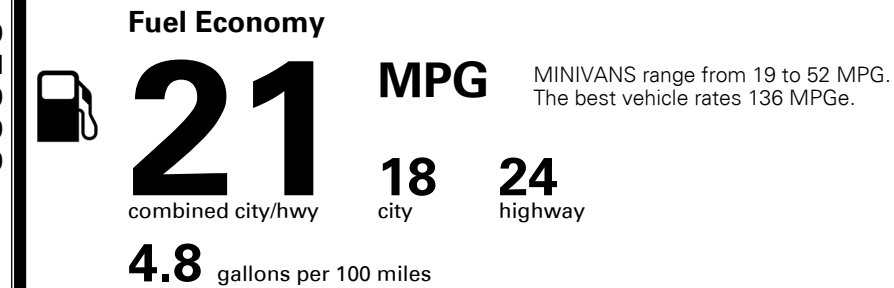 Fuel Economy
21 MPG
MINIVANS range from 19 to 52 MPG.
The best vehicle rates 136 MPGe.
combined city/hwy
18 city
24 highway
4.8 gallons per 100 miles